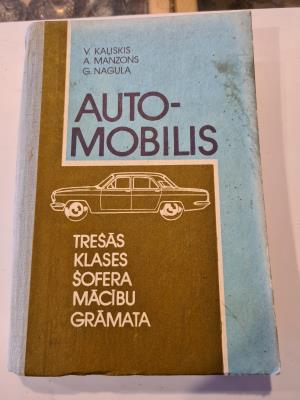 V. KALISKIS
A. MANZONS
G. NAGULA
AUTO-
MOBILIS
TREŠĀS
KLASES
ŠOFERA
MĀCĪBU
GRĀMATA